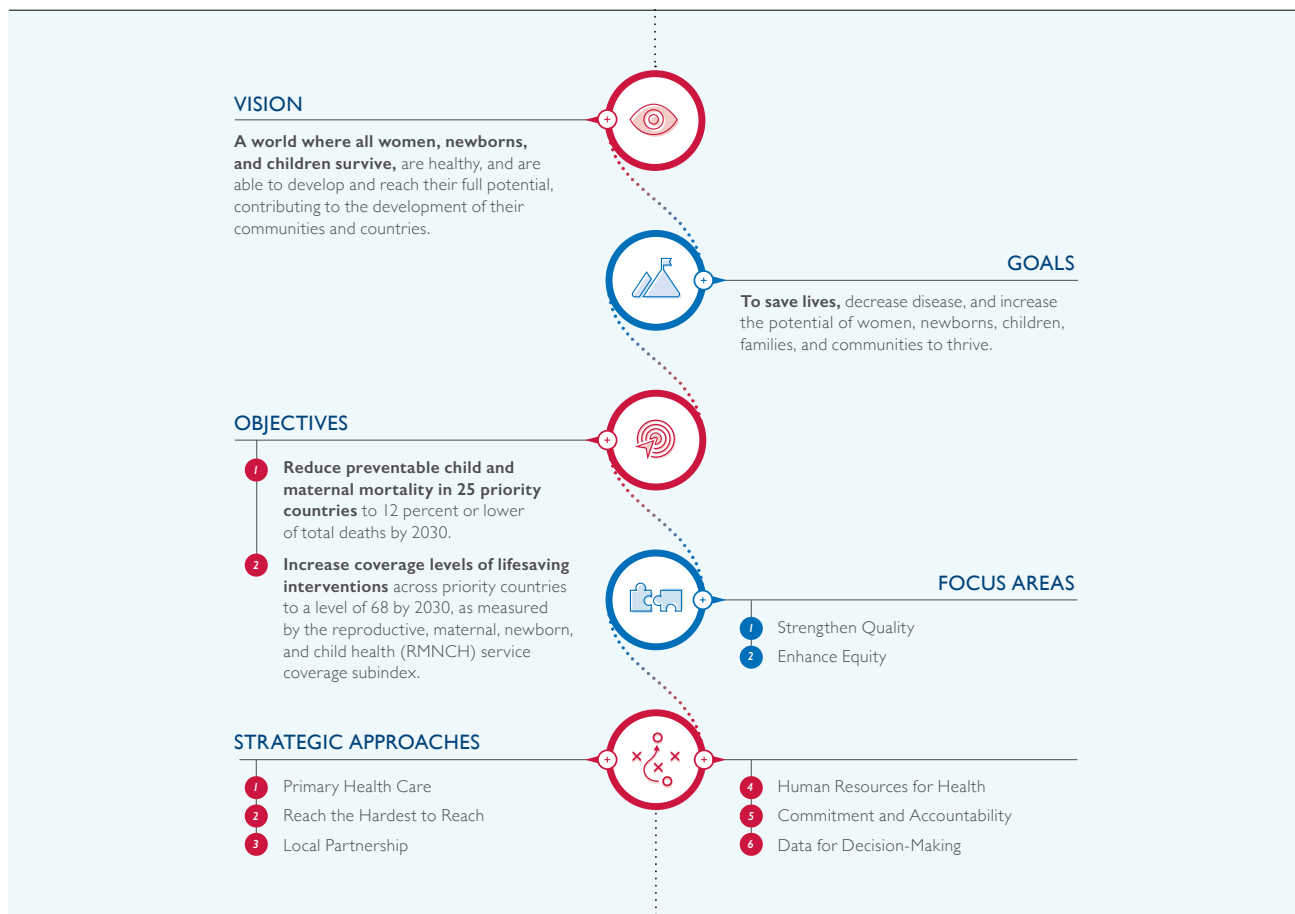 VISION
A world where all women, newborns,
and children survive, are healthy, and are
able to develop and reach their full potential,
contributing to the development of their
communities and countries.
GOALS
To save lives, decrease disease, and increase
the potential of women, newborns, children,
families, and communities to thrive.
OBJECTIVES
1 Reduce preventable child and
maternal mortality in 25 priority
countries to 12 percent or lower
of total deaths by 2030.
2 Increase coverage levels of lifesaving
interventions across priority countries
to a level of 68 by 2030, as measured
by the reproductive, maternal, newborn,
and child health (RMNCH) service
coverage subindex.
FOCUS AREAS
1 Strengthen Quality
2 Enhance Equity
STRATEGIC APPROACHES
1 Primary Health Care
2 Reach the Hardest to Reach
3 Local Partnership
4 Human Resources for Health
5 Commitment and Accountability
6 Data for Decision-Making